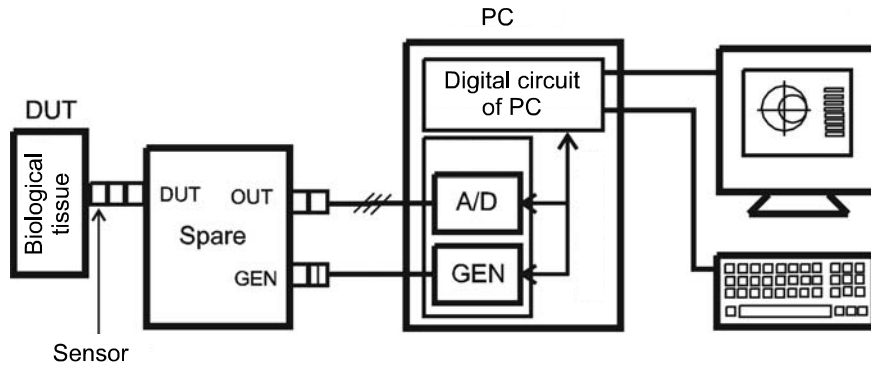 PC
Digital circuit
of PC
DUT
Biological
tissue
DUT
OUT
A/D
Spare
GEN
GEN
Sensor